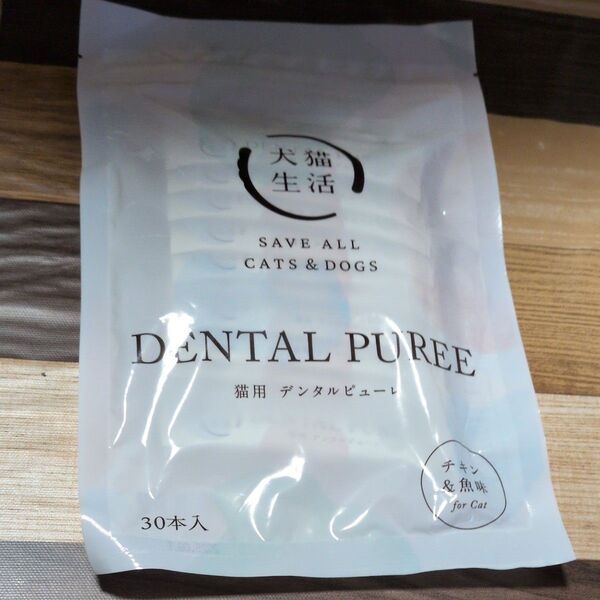 犬猫
生活
SAVE ALL
CATS & DOGS
DENTAL PUREE
猫用 デンタルピューレ
チキン
&魚味
for Cat
30本入